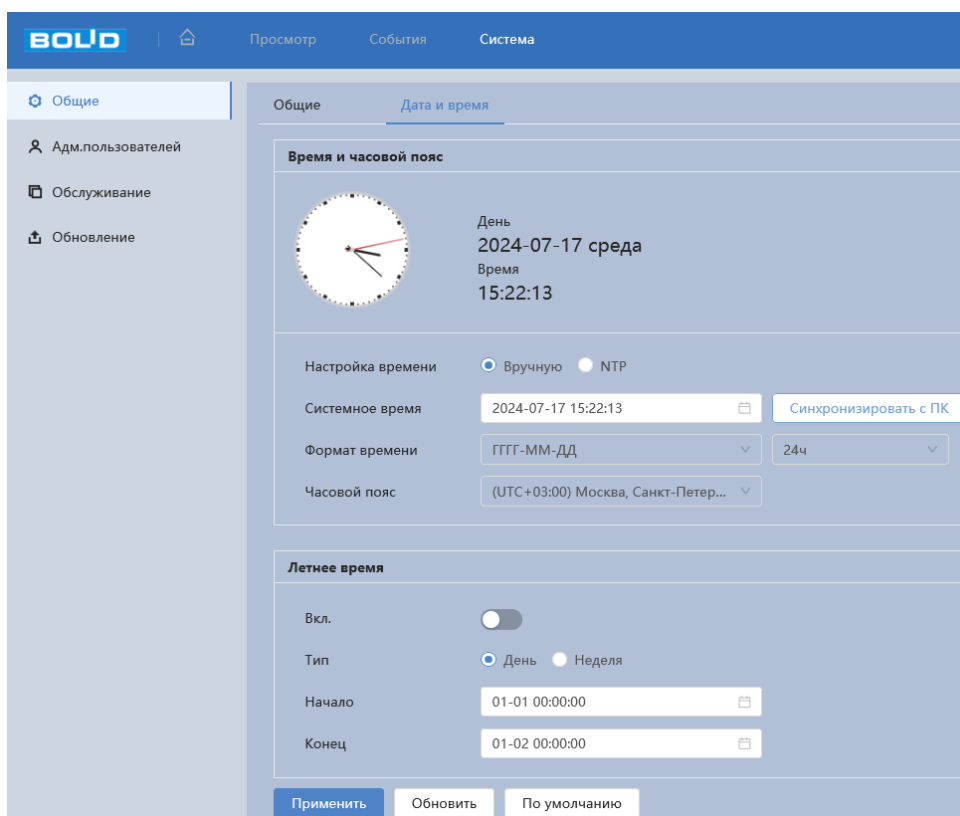 BOLID Просмотр События Система
Общие
Адм.пользователей
Обслуживание
Обновление
Общие Дата и время
Время и часовой пояс
День
2024-07-17 среда
Время
15:22:13
Настройка времени Вручную NTP
Системное время 2024-07-17 15:22:13 Синхронизировать с ПК
Формат времени ГГГГ-ММ-ДД 24ч
Часовой пояс (UTC+03:00) Москва, Санкт-Петер...
Летнее время
Вкл.
Тип День Неделя
Начало 01-01 00:00:00
Конец 01-02 00:00:00
Применить Обновить По умолчанию